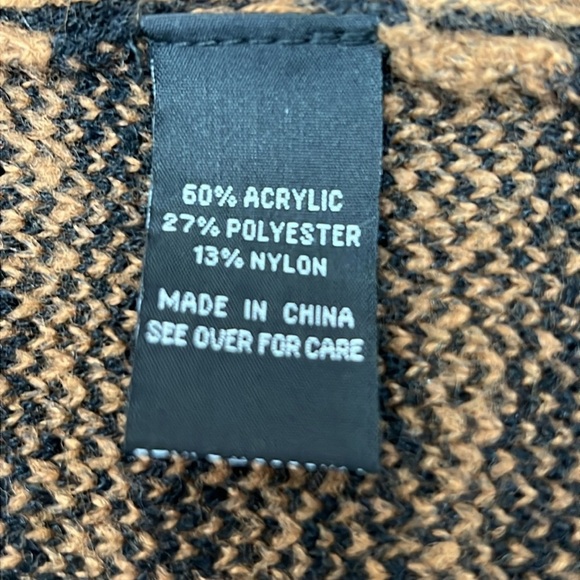 60% ACRYLIC
27% POLYESTER
13% NYLON
MADE IN CHINA
SEE OVER FOR CARE